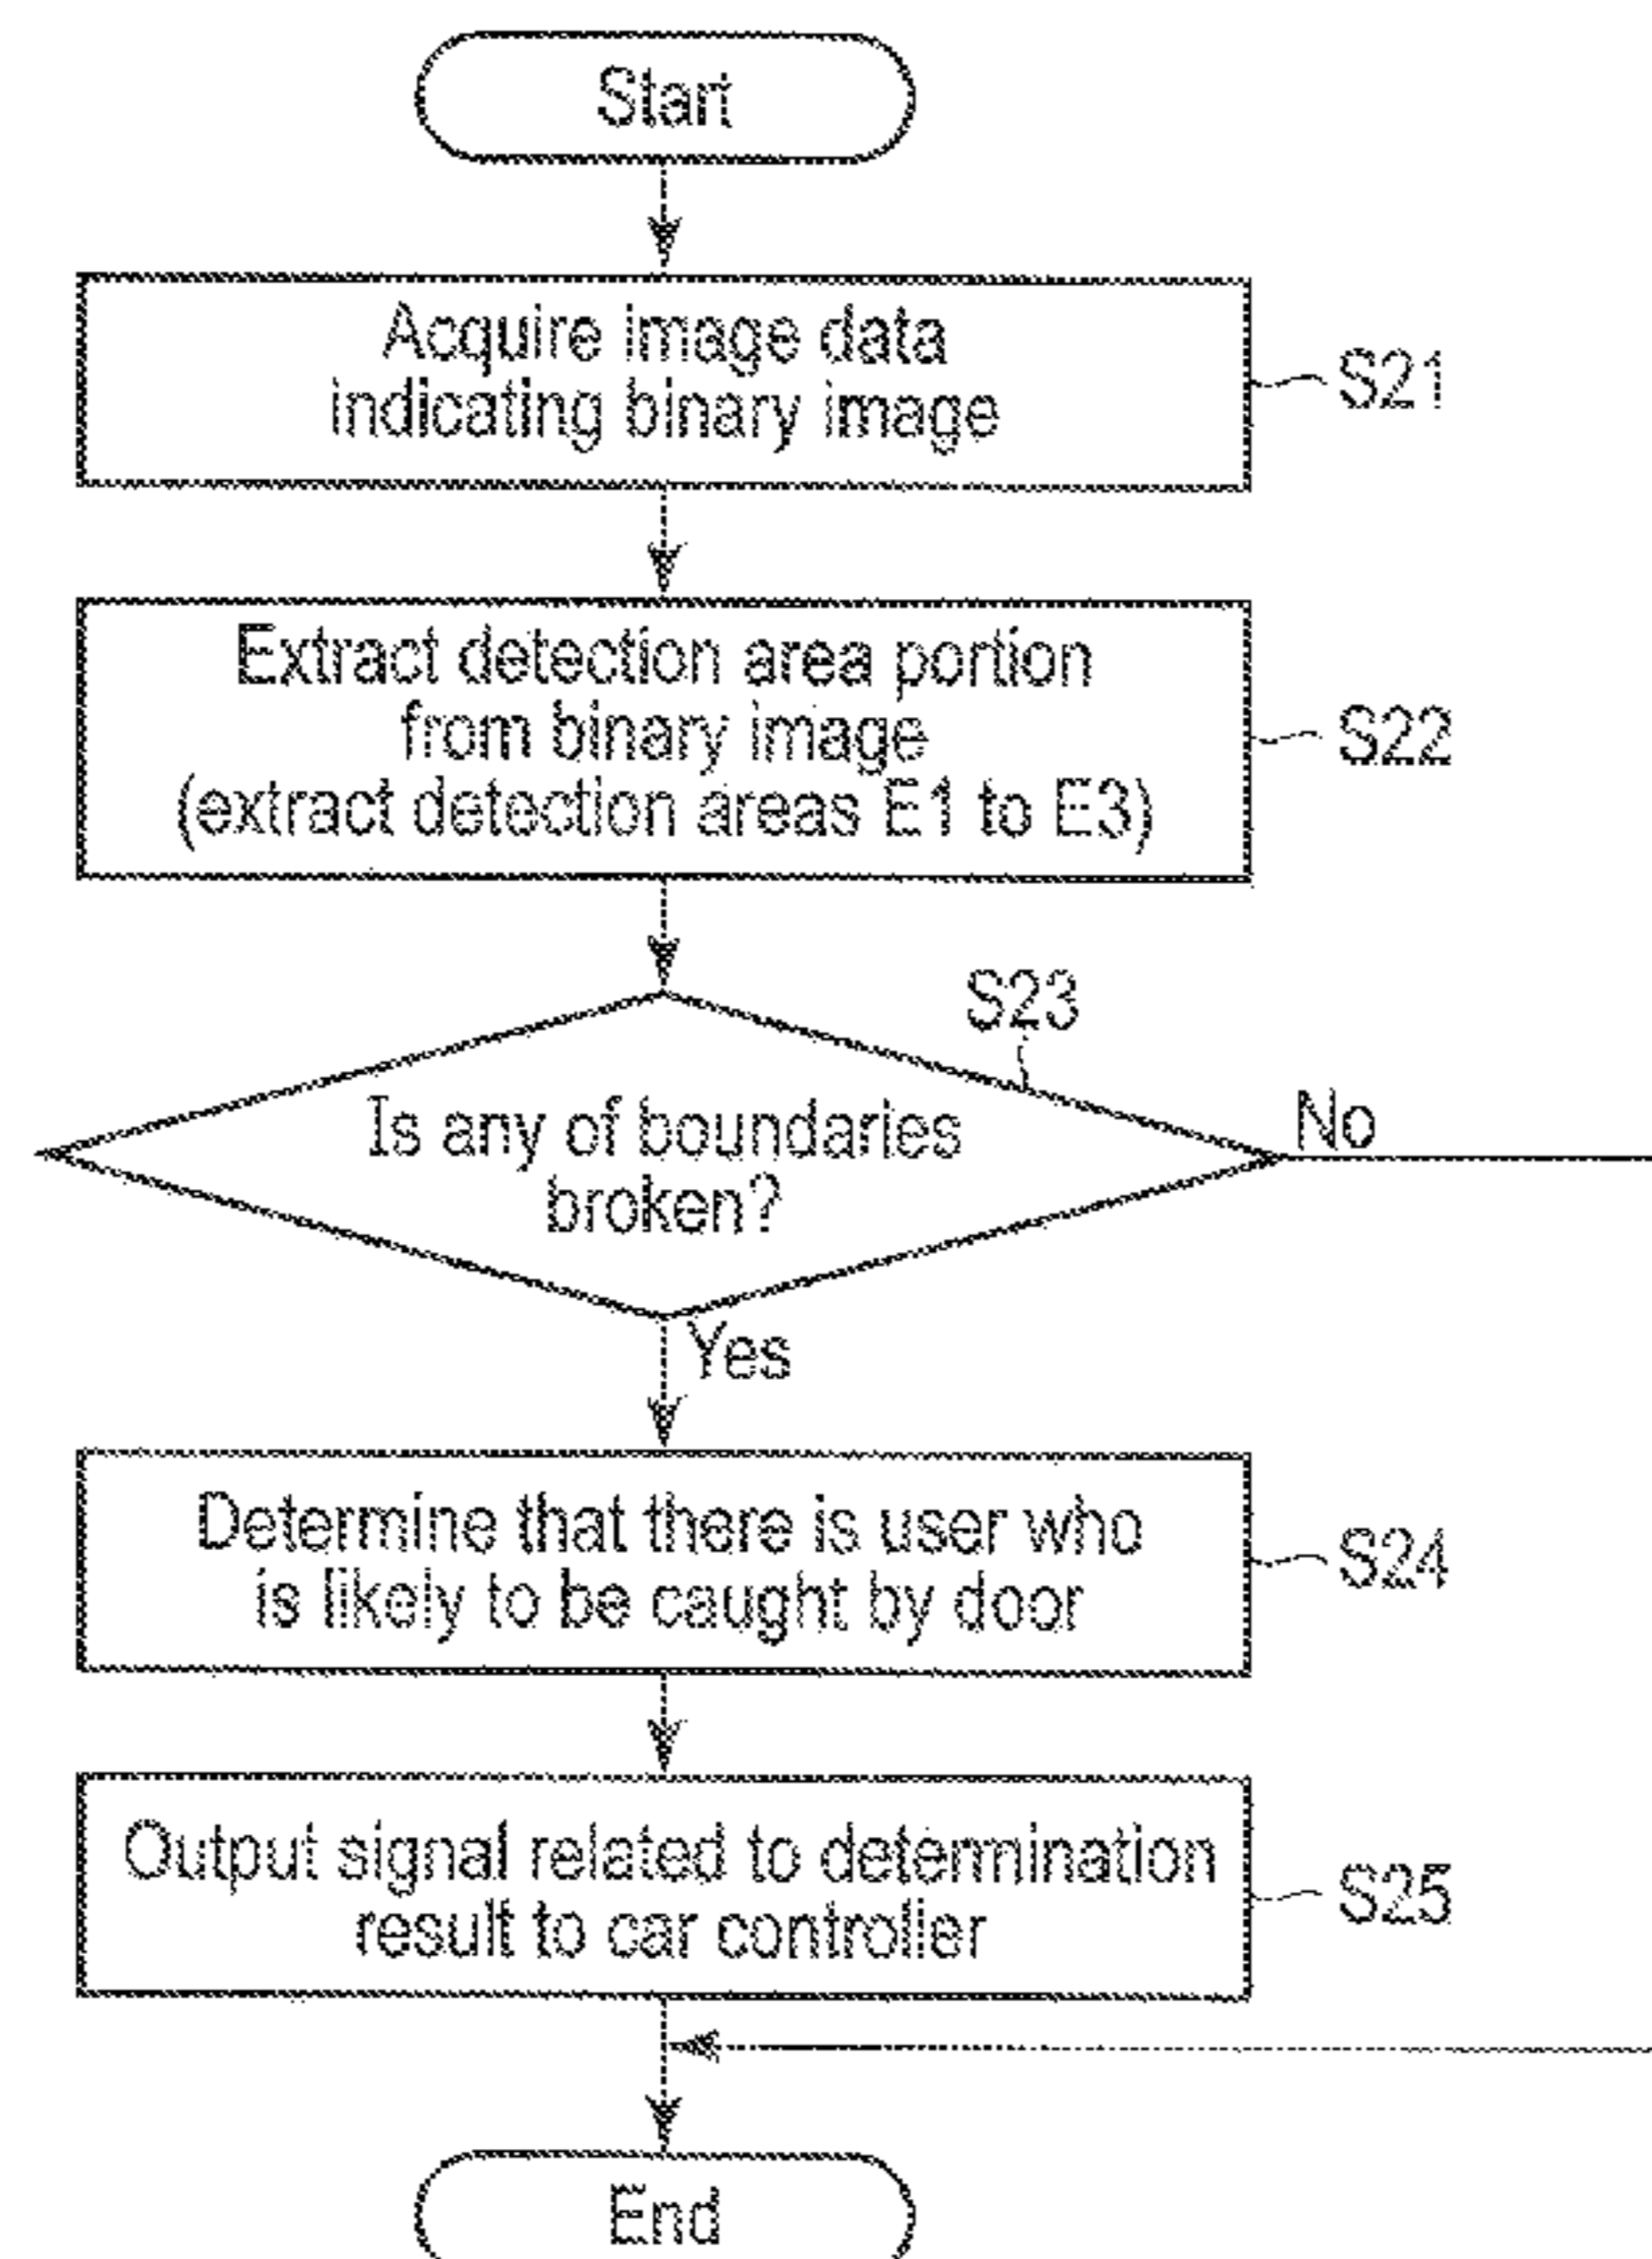 Start
Acquire image data
indicating binary image
S21
Extract detection area portion
from binary image
(extract detection areas E1 to E3)
S22
S23
Is any of boundaries
broken?
No
Yes
Determine that there is user who
is likely to be caught by door
S24
Output signal related to determination
result to car controller
S25
End